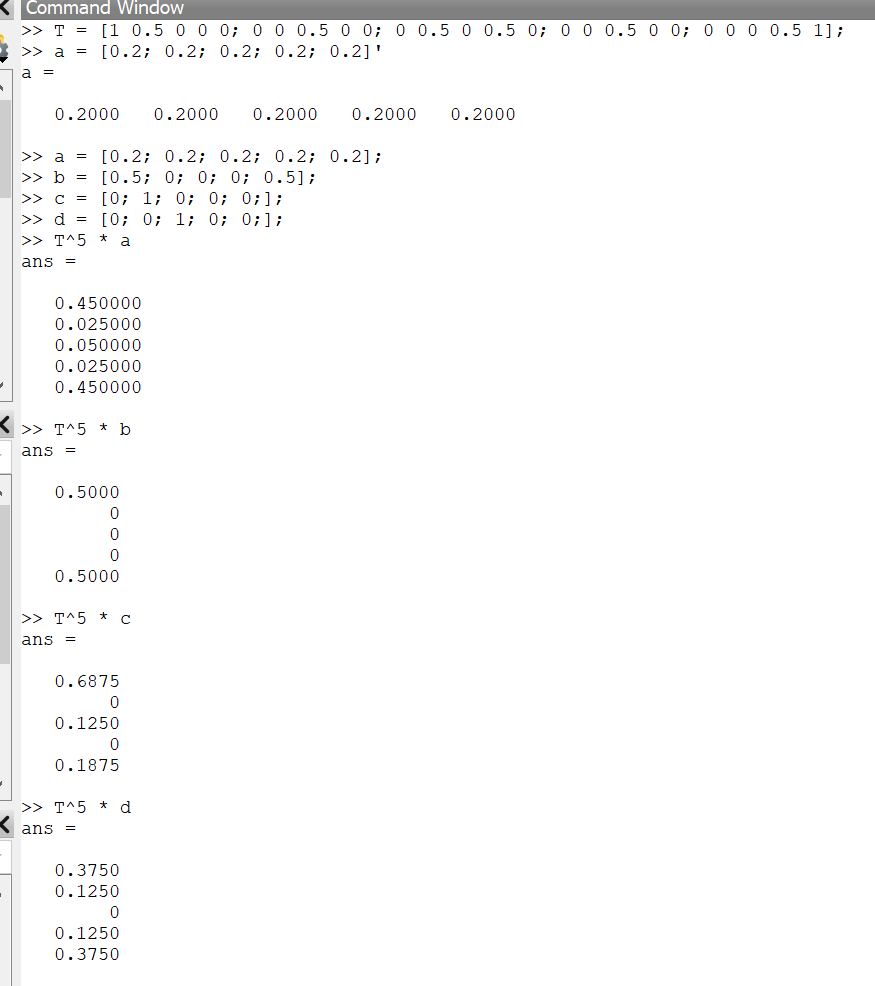 Command Window
>> T = [1 0.5 0 0 0; 0 0 0.5 0 0; 0 0.5 0 0.5 0; 0 0 0.5 0 0; 0 0 0 0.5 1];
>> a = [0.2; 0.2; 0.2; 0.2; 0.2]'
a =
0.2000 0.2000 0.2000 0.2000 0.2000
>> a = [0.2; 0.2; 0.2; 0.2; 0.2];
>> b = [0.5; 0; 0; 0; 0.5];
>> c = [0; 1; 0; 0; 0;];
>> d = [0; 0; 1; 0; 0;];
>> T^5 * a
ans =
0.450000
0.025000
0.050000
0.025000
0.450000
>> T^5 * b
ans =
0.5000
0
0
0
0.5000
>> T^5 * c
ans =
0.6875
0
0.1250
0
0.1875
>> T^5 * d
ans =
0.3750
0.1250
0
0.1250
0.3750